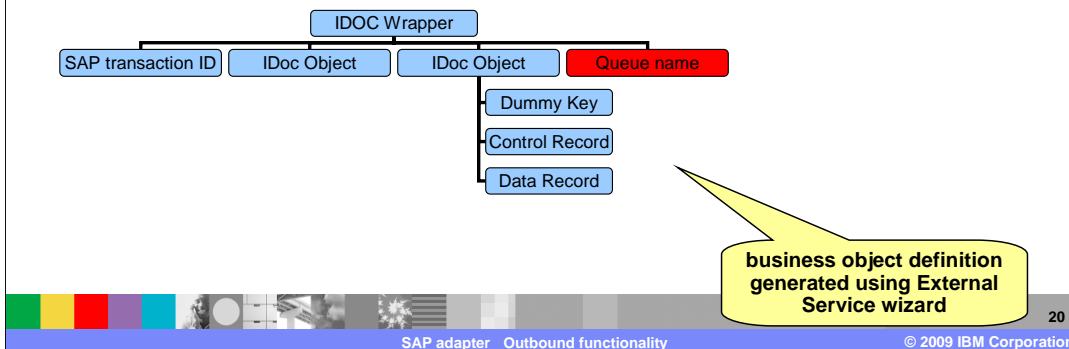 IDOC Wrapper
SAP transaction ID
IDoc Object
IDoc Object
Queue name
Dummy Key
Control Record
Data Record
business object definition
generated using External
Service wizard
20
SAP adapter Outbound functionality
© 2009 IBM Corporation